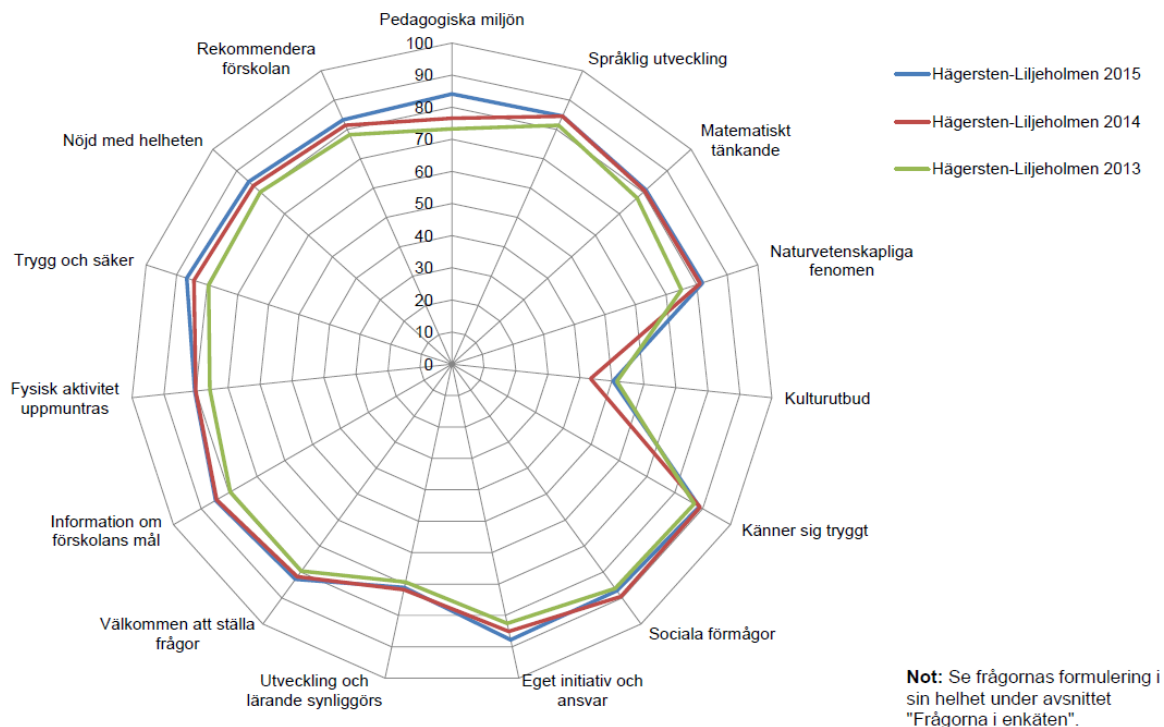 Pedagogiska miljön
Språklig utveckling
Matematiskt
tänkande
Naturvetenskapliga
fenomen
Kulturutbud
Känner sig tryggt
Sociala förmågor
Eget initiativ och
ansvar
Utveckling och
lärande synliggörs
Välkommen att ställa
frågor
Information om
förskolans mål
Fysisk aktivitet
uppmuntras
Trygg och säker
Nöjd med helheten
Rekommendera
förskolan
100
90
80
70
60
50
40
30
20
10
0
Hägersten-Liljeholmen 2015
Hägersten-Liljeholmen 2014
Hägersten-Liljeholmen 2013
Not: Se frågornas formulering i
sin helhet under avsnittet
"Frågorna i enkäten".